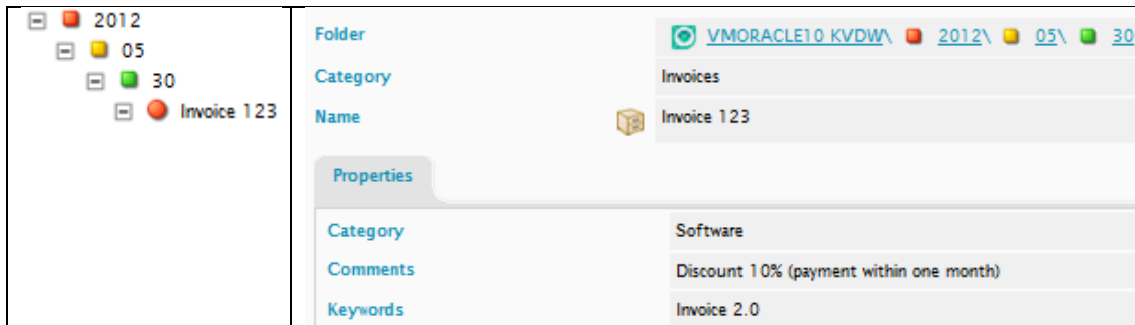 2012
05
30
Invoice 123
Folder VMORACLE10 KVDW\ 2012\ 05\ 30
Category Invoices
Name Invoice 123
Properties
Category Software
Comments Discount 10% (payment within one month)
Keywords Invoice 2.0